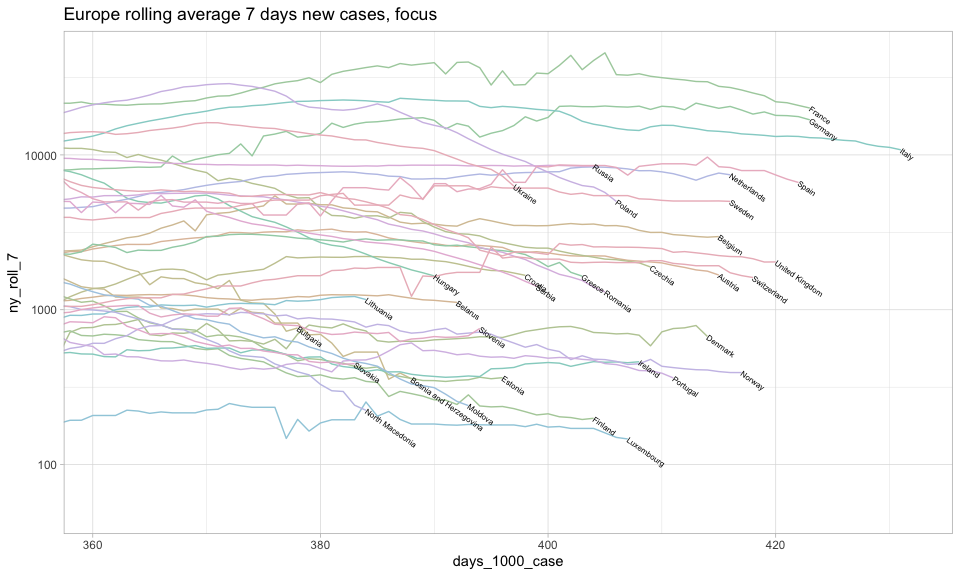 Europe rolling average 7 days new cases, focus
ny_roll_7
10000
1000
100
France
Germany
Italy
Russia
Netherlands
Spain
Ukraine
Poland
Sweden
Belgium
United Kingdom
Czechia
Austria
Switzerland
Greece
Romania
Serbia
Hungary
Lithuania
Belarus
Slovenia
Bulgaria
Denmark
Slovakia
Estonia
Ireland
Portugal
Norway
Bosnia and Herzegovina
Moldova
North Macedonia
Finland
Luxembourg
360
380
400
420
days_1000_case